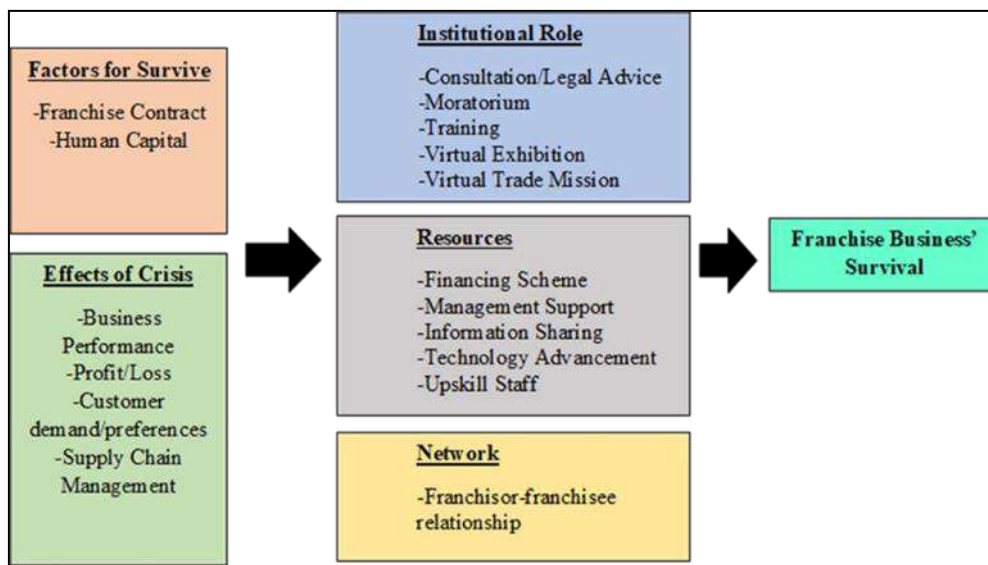 Factors for Survive
-Franchise Contract
-Human Capital
Effects of Crisis
-Business
Performance
-Profit/Loss
-Customer
demand/preferences
-Supply Chain
Management
Institutional Role
-Consultation/Legal Advice
-Moratorium
-Training
-Virtual Exhibition
-Virtual Trade Mission
Resources
-Financing Scheme
-Management Support
-Information Sharing
-Technology Advancement
-Upskill Staff
Network
-Franchisor-franchisee
relationship
Franchise Business’
Survival